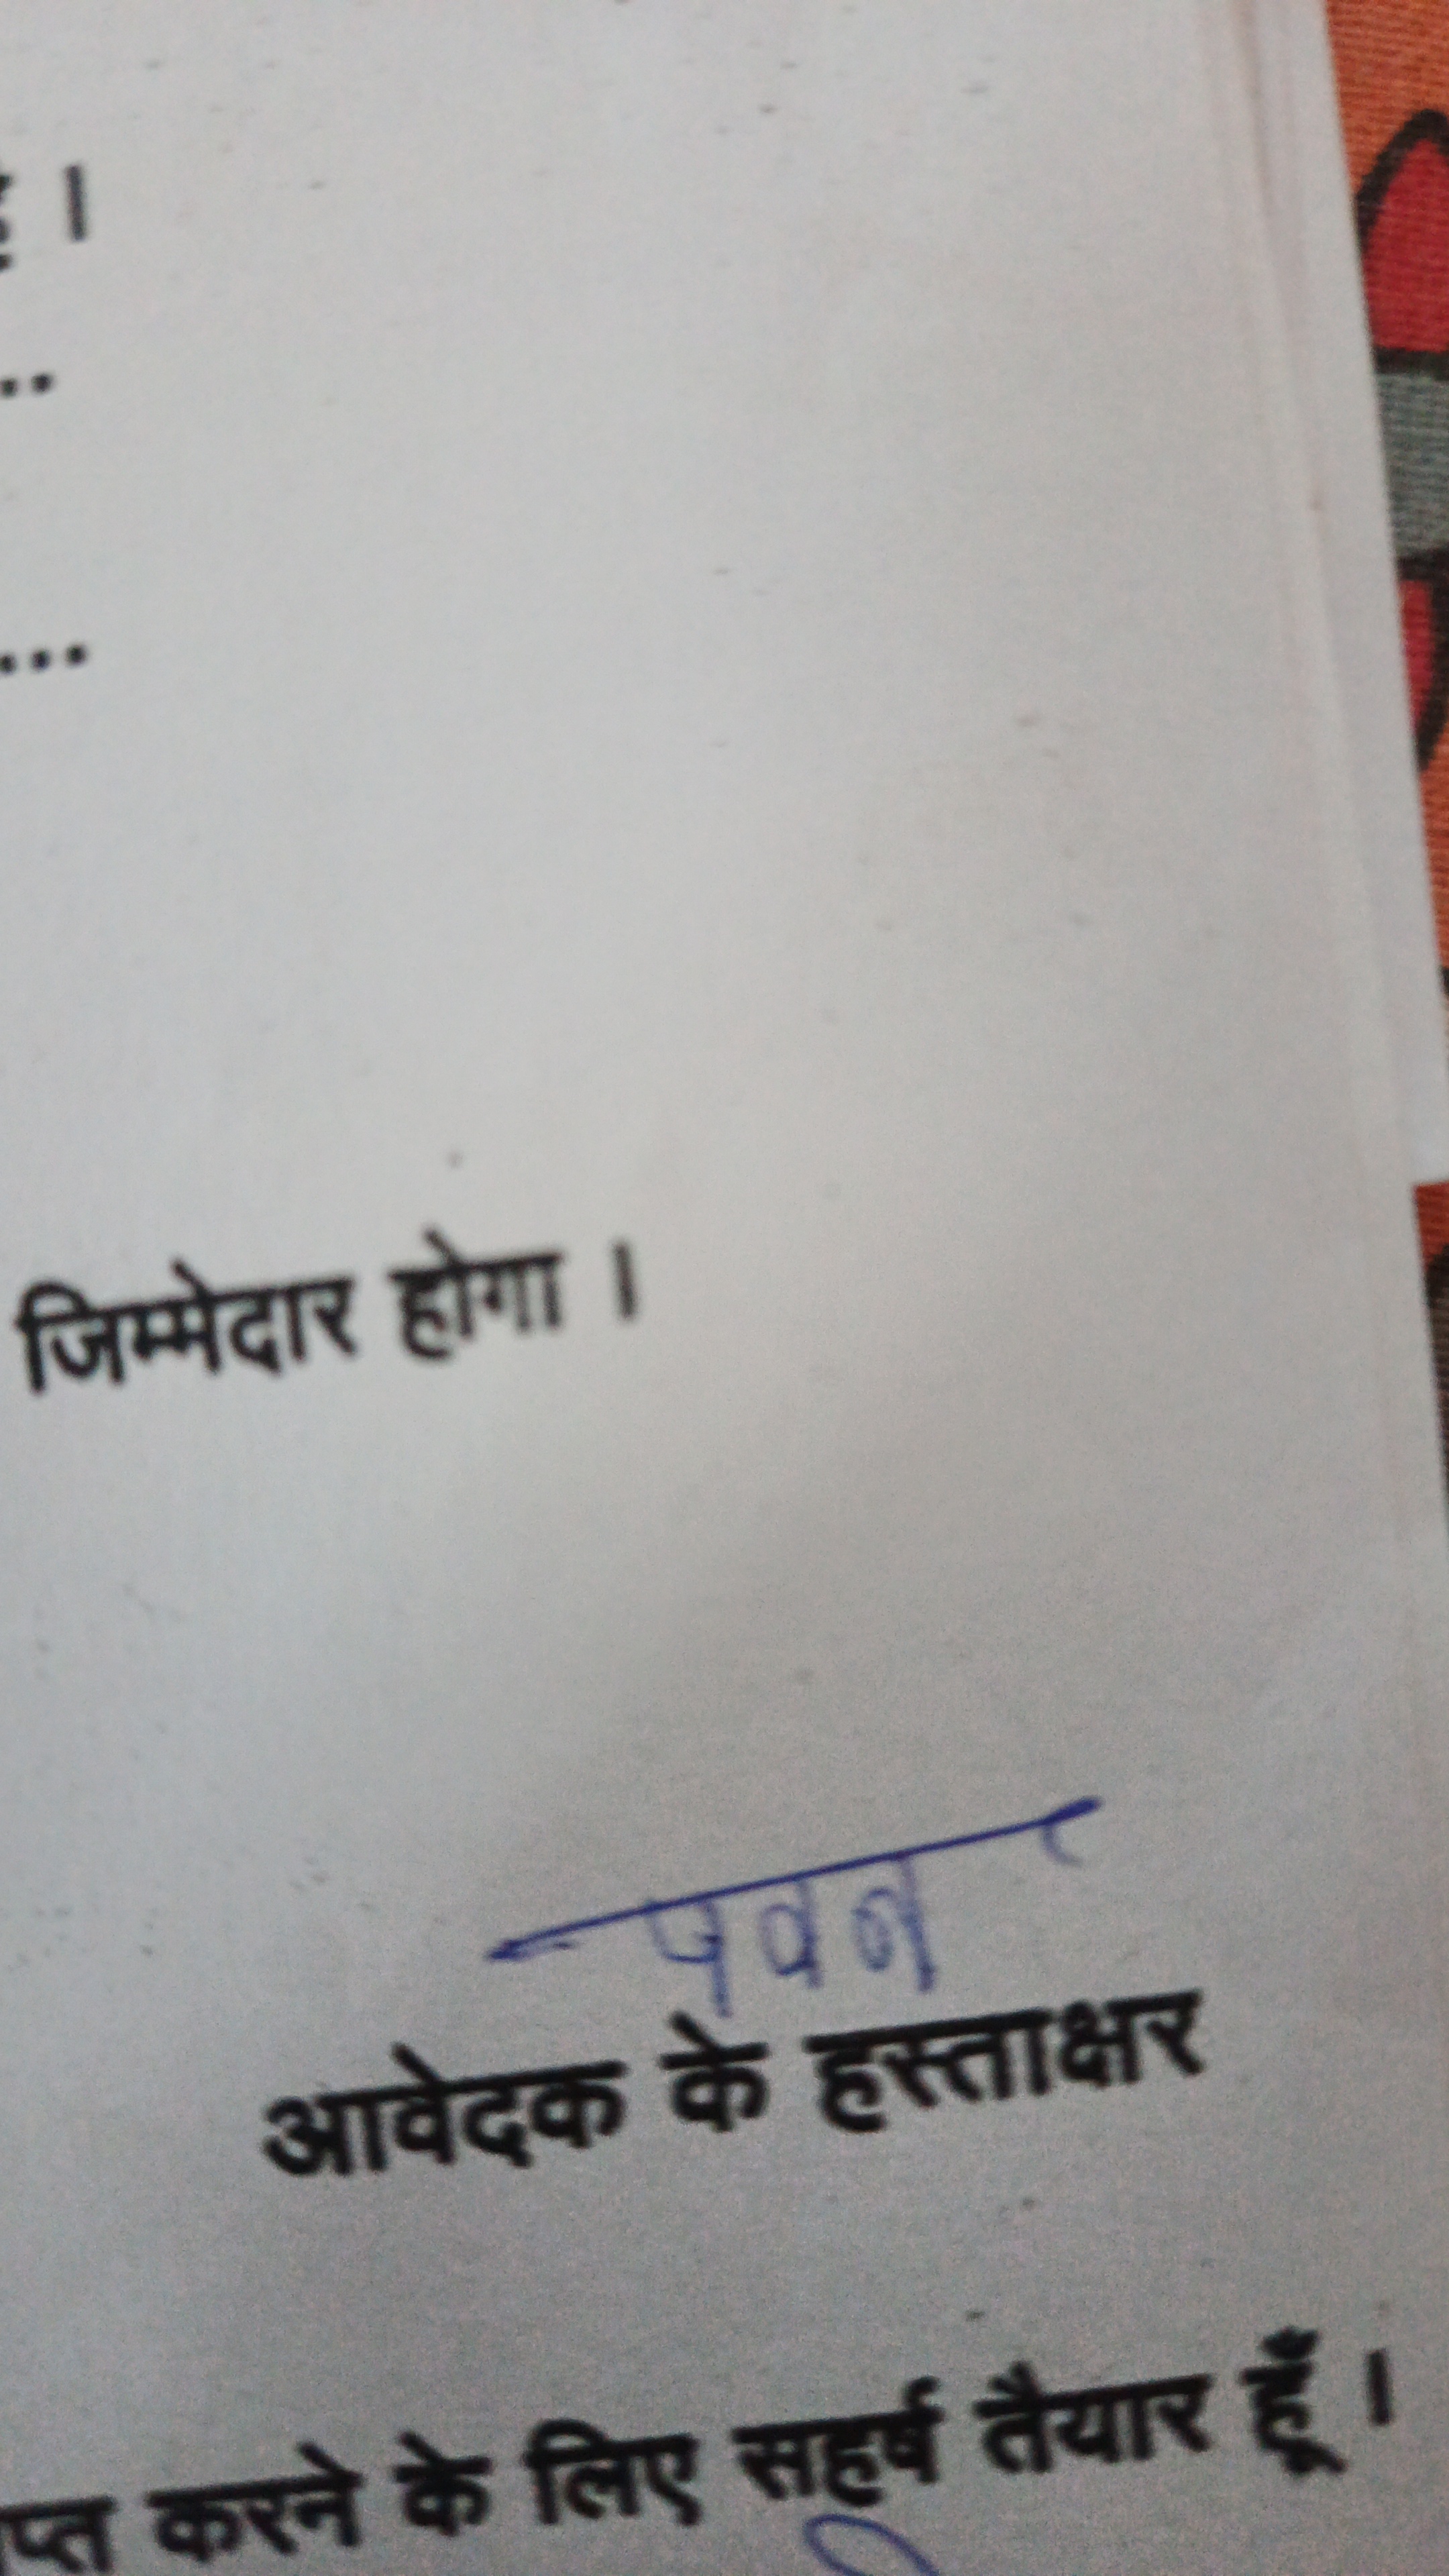 ।
..
...
जिम्मेदार होगा ।
पवन
आवेदक के हस्ताक्षर
करने के लिए सहर्ष तैयार हूँ ।